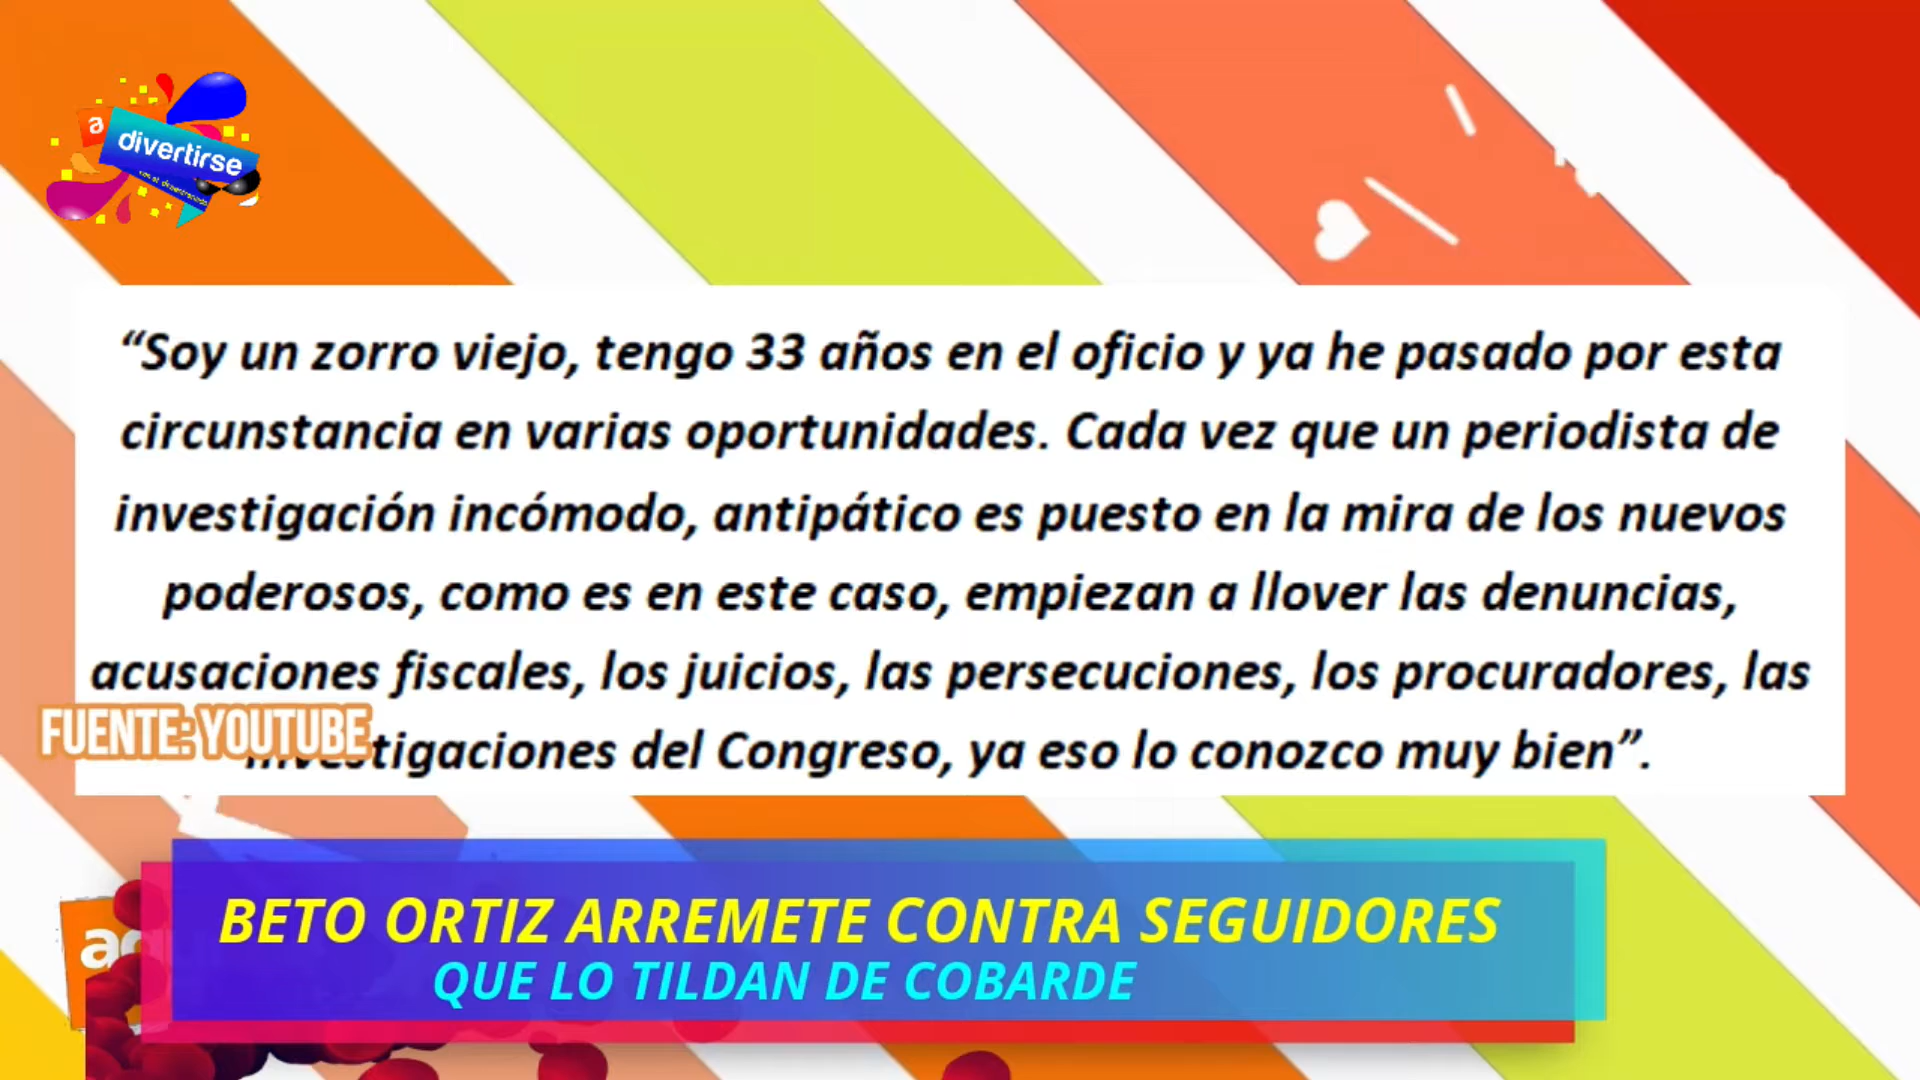 a
divertirse
“Soy un zorro viejo, tengo 33 años en el oficio y ya he pasado por esta
circunstancia en varias oportunidades. Cada vez que un periodista de
investigación incómodo, antipático es puesto en la mira de los nuevos
poderosos, como es en este caso, empiezan a llover las denuncias,
acusaciones fiscales, los juicios, las persecuciones, los procuradores, las
FUENTE: YOUTUBE
investigaciones del Congreso, ya eso lo conozco muy bien”.
BETO ORTIZ ARREMETE CONTRA SEGUIDORES
QUE LO TILDAN DE COBARDE